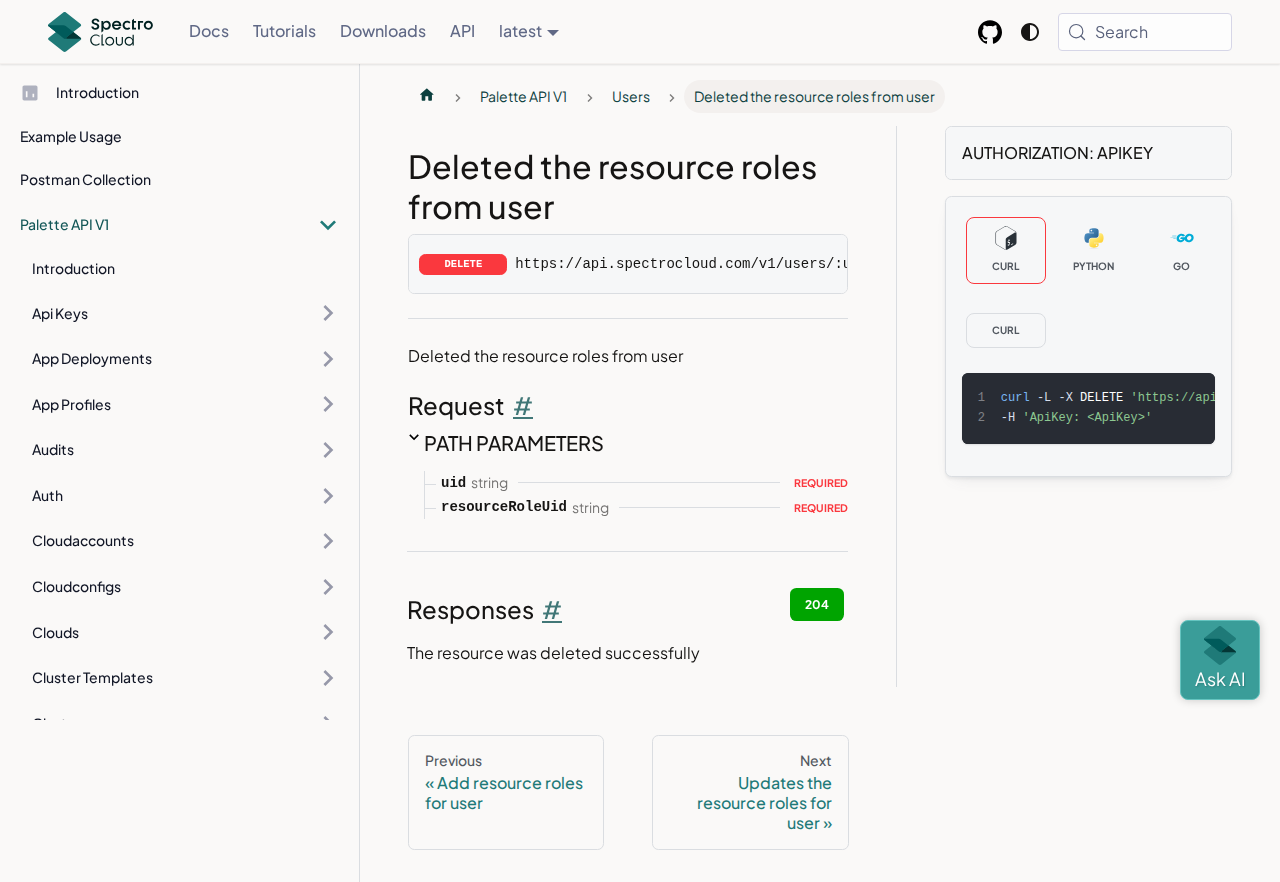 Spectro
Cloud
Docs
Tutorials
Downloads
API
latest
Search
Introduction
Example Usage
Postman Collection
Palette API V1
Introduction
Api Keys
App Deployments
App Profiles
Audits
Auth
Cloudaccounts
Cloudconfigs
Clouds
Cluster Templates
Palette API V1
Users
Deleted the resource roles from user
Deleted the resource roles
from user
DELETE https://api.spectrocloud.com/v1/users/:u
Deleted the resource roles from user
Request #
PATH PARAMETERS
uid string REQUIRED
resourceRoleUid string REQUIRED
Responses #
204
The resource was deleted successfully
Previous
« Add resource roles
for user
Next
Updates the
resource roles for
user »
AUTHORIZATION: APIKEY
CURL
PYTHON
GO
GO
CURL
1 curl -L -X DELETE 'https://api
2 -H 'ApiKey: <ApiKey>'
Ask AI